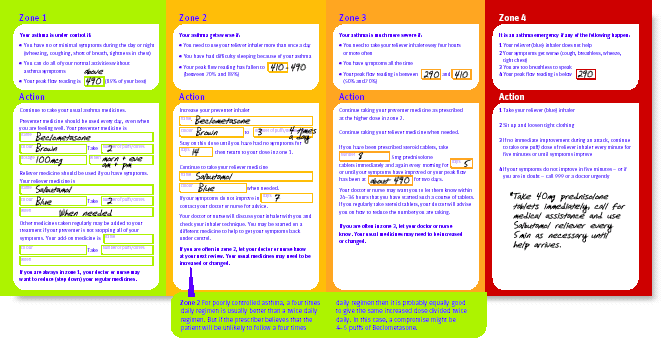 Zone 1
Your asthma is under control if:
• You have no or minimal symptoms during the day or night
(wheezing, coughing, shortness of breath, tightness in chest)
• You can do all of your normal activities without
asthma symptoms
above
• Your peak flow reading is 490 (85% of your best)
Action
Continue to take your usual asthma medicines.
Preventer medicine should be used every day, even when
you are feeling well. Your preventer medicine is
Beclometasone
Brown Take 2
100mcg morn + eve
am + pm
Reliever medicine should be used if you have symptoms.
Your reliever medicine is
Salbutamol
Blue Take 2
When needed
Other medicines can also regularly be added to your
treatment if your preventer is not stopping all of your
symptoms. Your add-on medicine is
Take
If you are always in zone 1, your doctor or nurse may
want to reduce (step down) your regular medicines.
Zone 2
Your asthma gets worse if:
• You need to use your reliever inhaler more than once a day
• You have had difficulty sleeping because of your asthma
• Your peak flow reading has fallen to 410 - 490
(between 70% and 85%)
Action
Increase your preventer inhaler
Beclometasone
Brown to 3 4 times a day
Stay on this dose until you have had no symptoms for
14 then return to your dose in zone 1.
Continue to take your reliever medicine
Salbutamol
Blue when needed.
If your symptoms do not improve in 7
contact your doctor or nurse for advice.
Your doctor or nurse will discuss your inhaler with you and
check your inhaler technique. You may be started on
a different medicine to help to get your symptoms back
under control.
If you are often in zone 2, let your doctor or nurse know
at your next review. Your usual medicines may need to be
increased or changed.
Zone 3
Your asthma is much more severe if:
• You need to take your reliever inhaler every four hours
or more often
• You have symptoms all the time
• Your peak flow reading is between 290 and 410
(50% and 70%)
Action
Continue taking your preventer medicine as prescribed
at the higher dose in zone 2.
Continue taking your reliever medicine when needed.
If you have been prescribed steroid tablets, take
8 5mg prednisolone
tablets immediately and again every morning for 5
or until your symptoms have improved or your peak flow
has been at about 490 for two days.
Your doctor or nurse may want you to let them know within
24–36 hours that you have started such a course of tablets.
If you regularly take steroid tablets, your doctor will advise
you on how to reduce the number you are taking.
If you are often in zone 3, let your doctor or nurse
know. Your usual medicines may need to be increased
or changed.
Zone 4
It is an asthma emergency if any of the following happen:
1 Your reliever (blue) inhaler does not help
2 Your symptoms get worse (cough, breathless, wheeze,
tight chest)
3 You are too breathless to speak
4 Your peak flow reading is below 290
Action
1 Take your reliever (blue) inhaler
2 Sit up and loosen tight clothing
3 If no immediate improvement during an attack, continue
to take one puff/ dose of reliever inhaler every minute for
five minutes or until symptoms improve
4 If your symptoms do not improve in five minutes – or if
you are in doubt – call 999 or a doctor urgently
*Take 40mg prednisolone
tablets immediately, call for
medical assistance and use
Salbutamol reliever every
5 min as necessary until
help arrives.
Zone 2 For poorly controlled asthma, a four times
daily regimen is usually better than a twice daily
regimen. But if the prescriber believes that the
patient will be unlikely to follow a four times
daily regimen then it is probably equally good
to give the same increased dose divided twice
daily. In this case, a compromise might be
4–5 puffs of Beclometasone.